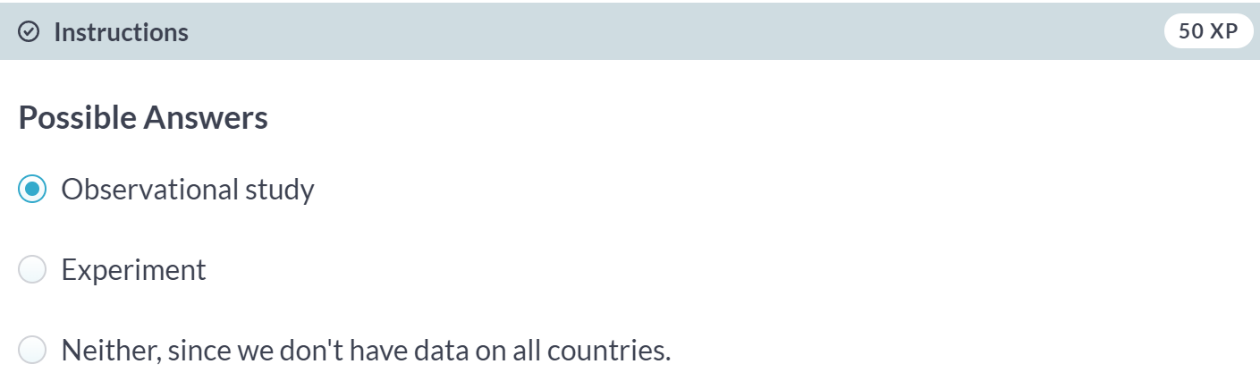 Instructions
50 XP
Possible Answers
Observational study
Experiment
Neither, since we don't have data on all countries.